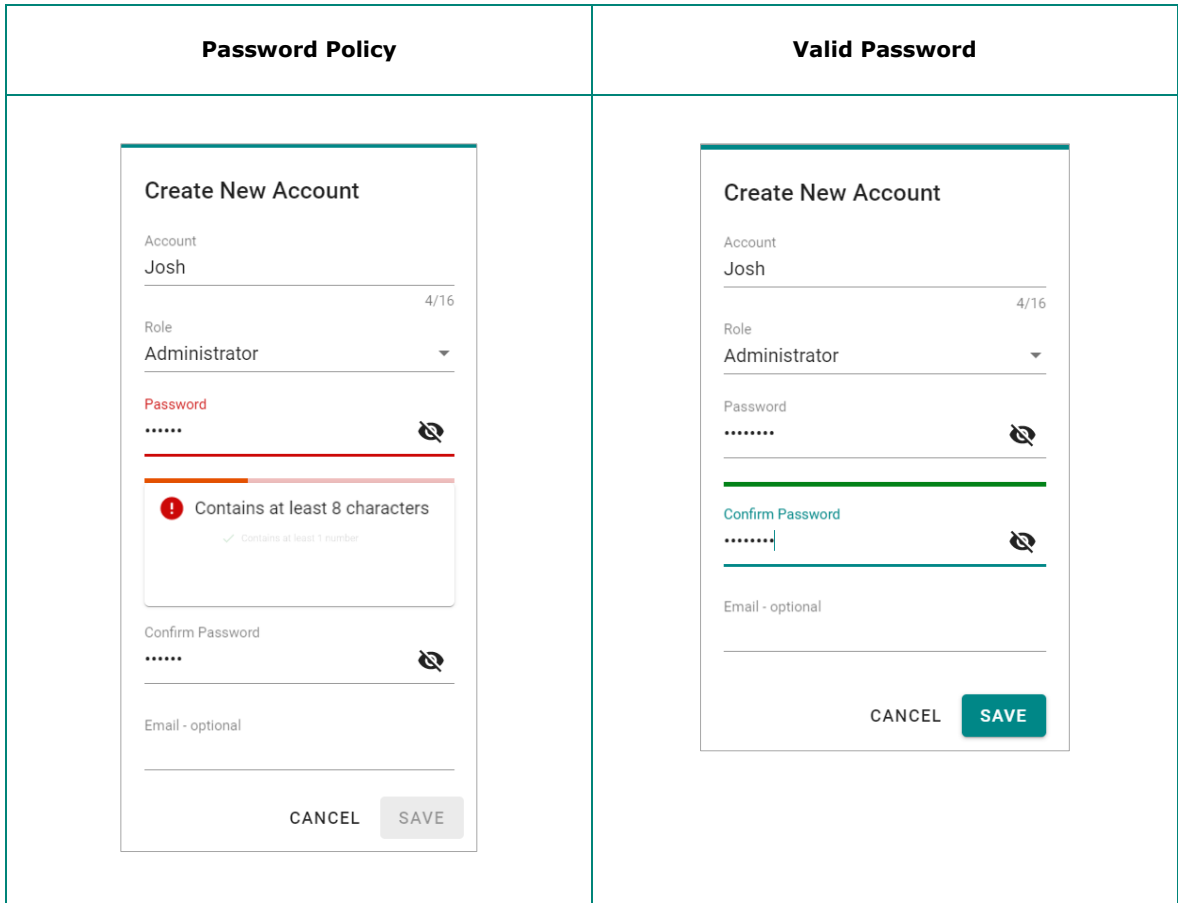 Password Policy
Valid Password
Create New Account
Account
Josh
4/16
Role
Administrator
Password
••••••
Contains at least 8 characters
Contains at least 1 number
Confirm Password
••••••
Email - optional
CANCEL SAVE
Create New Account
Account
Josh
4/16
Role
Administrator
Password
••••••••
Confirm Password
••••••••
Email - optional
CANCEL SAVE